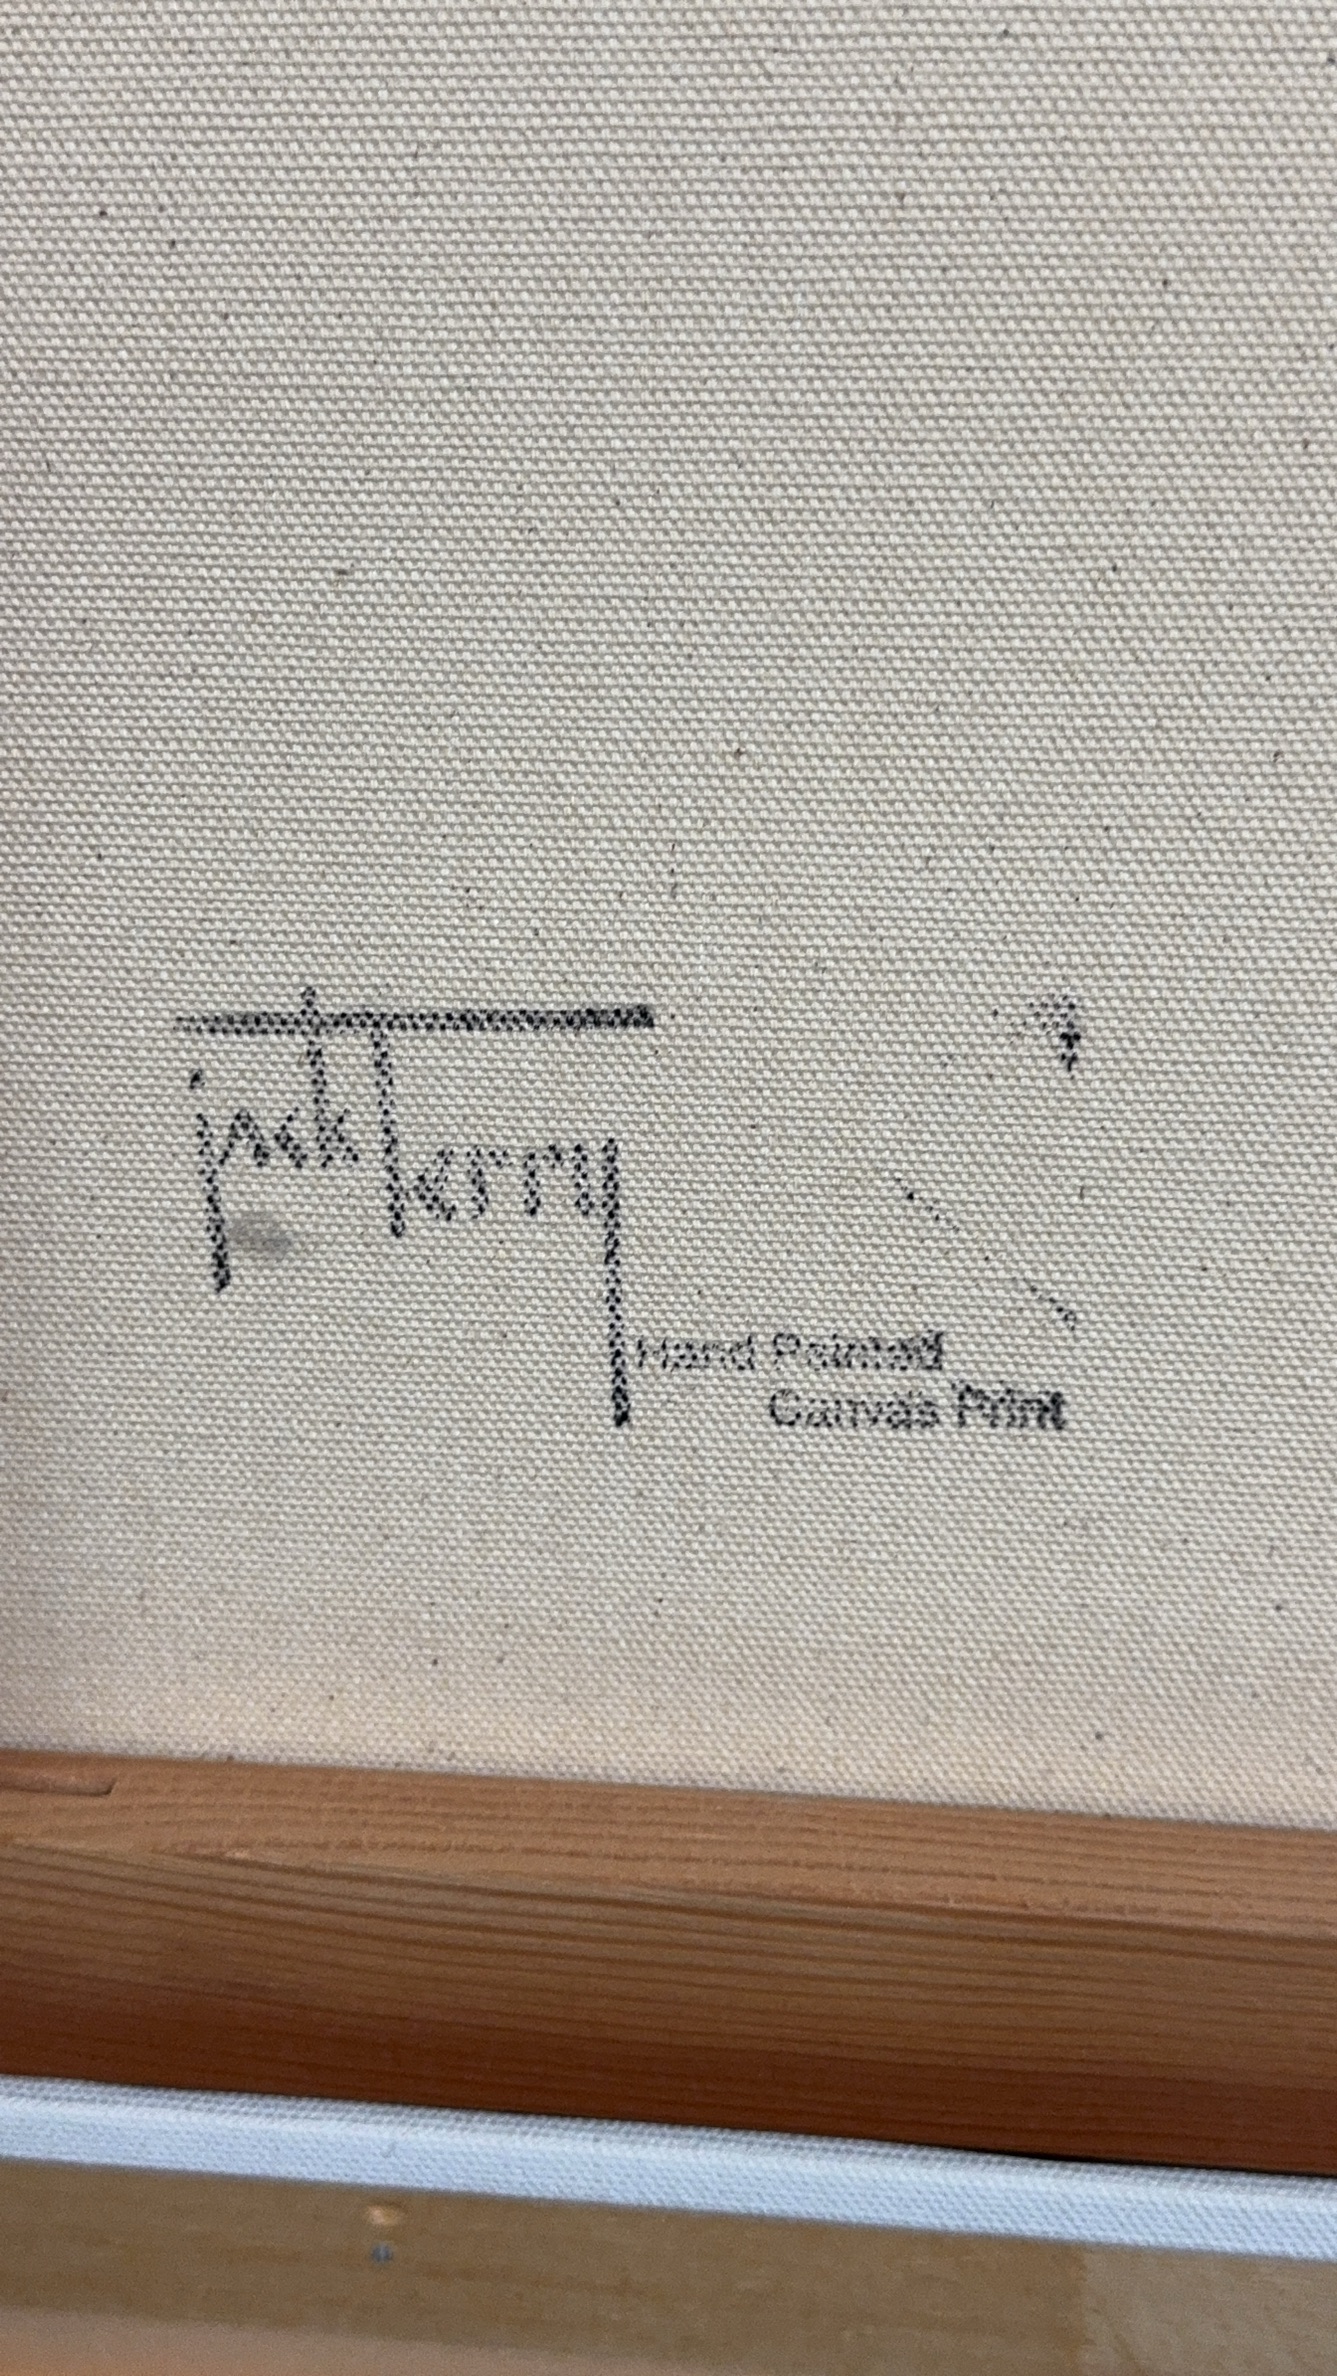 jack
terry
Hand Painted
Canvas Print